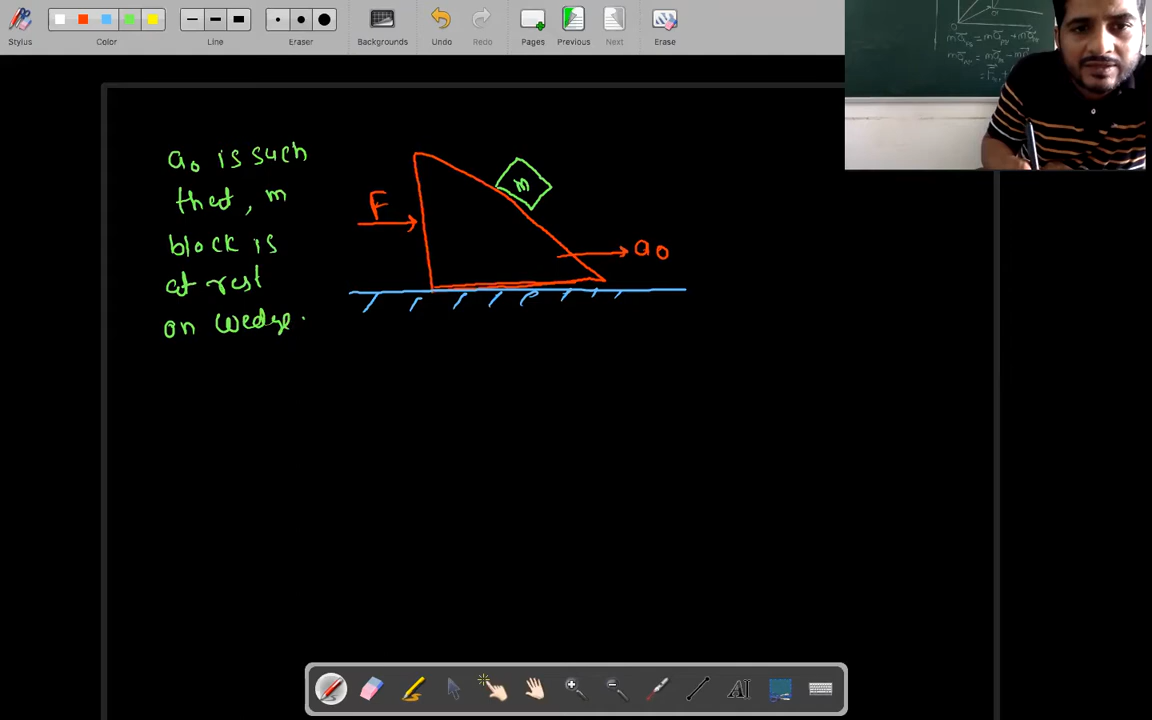 Stylus
Color
Line
Eraser
Backgrounds
Undo
Redo
Pages
Previous
Next
Erase
a₀ is such
that, m
block is
at rest
on wedge.
F
m
a₀
AI